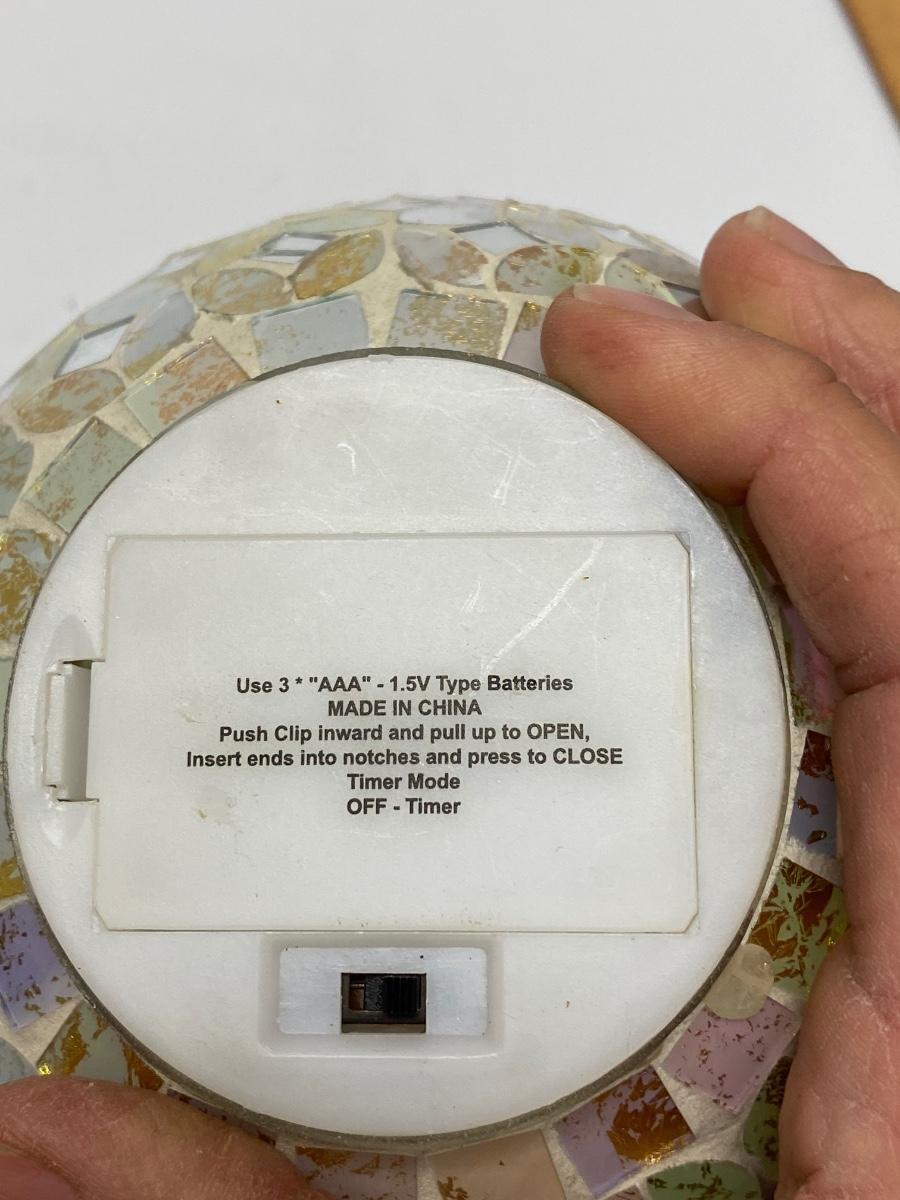 Use 3 * "AAA" - 1.5V Type Batteries
MADE IN CHINA
Push Clip inward and pull up to OPEN,
Insert ends into notches and press to CLOSE
Timer Mode
OFF - Timer